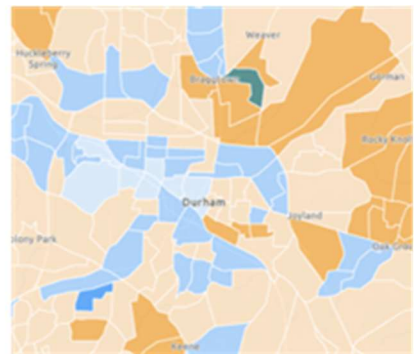 Weaver
Huckleberry
Spring
Braggtown
Gorman
Rocky Knoll
Durham
Joyland
olony Park
Oak Grove
Keene